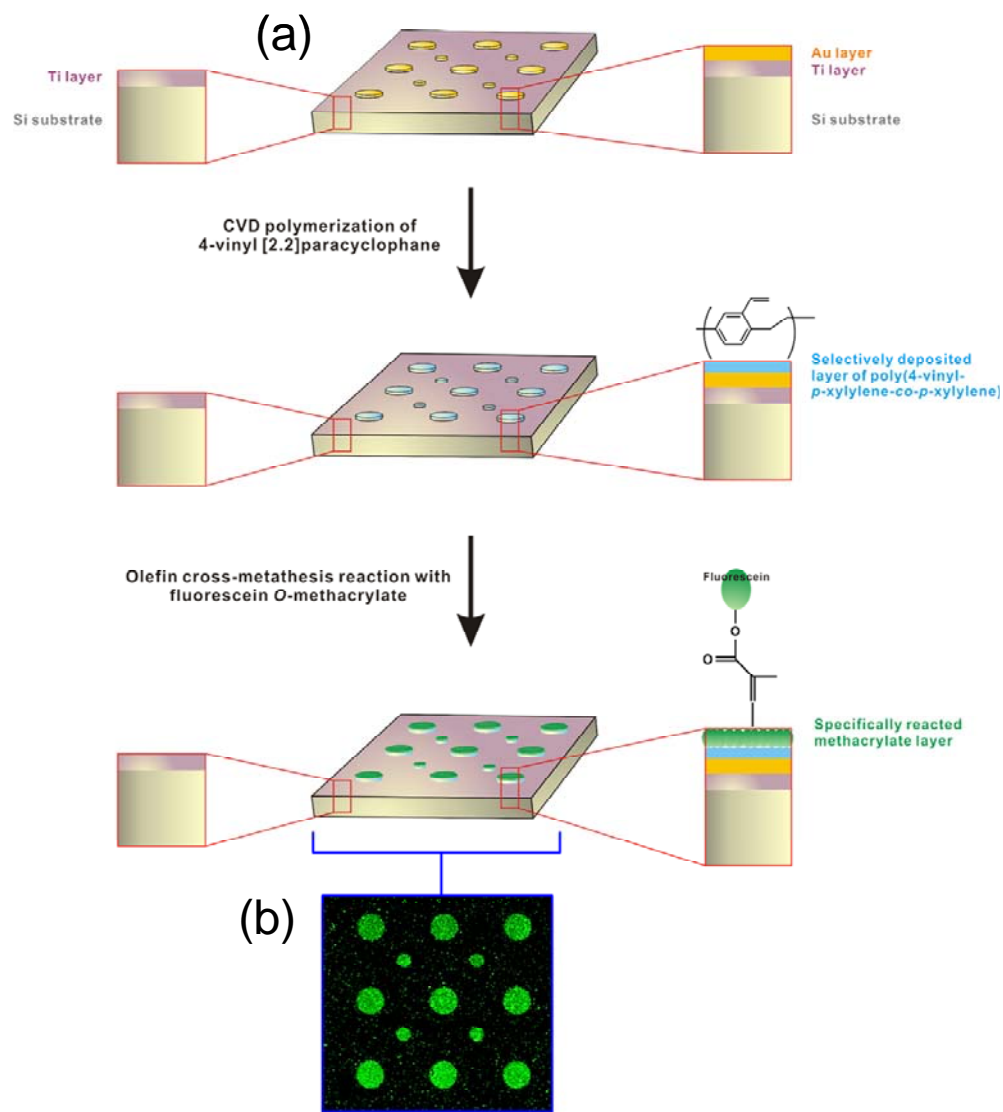 (a)
Ti layer
Si substrate
Au layer
Ti layer
Si substrate
CVD polymerization of
4-vinyl [2.2]paracyclophane
Selectively deposited
layer of poly(4-vinyl-
p-xylylene-co-p-xylylene)
Olefin cross-metathesis reaction with
fluorescein O-methacrylate
Fluorescein
O
O
Specifically reacted
methacrylate layer
(b)